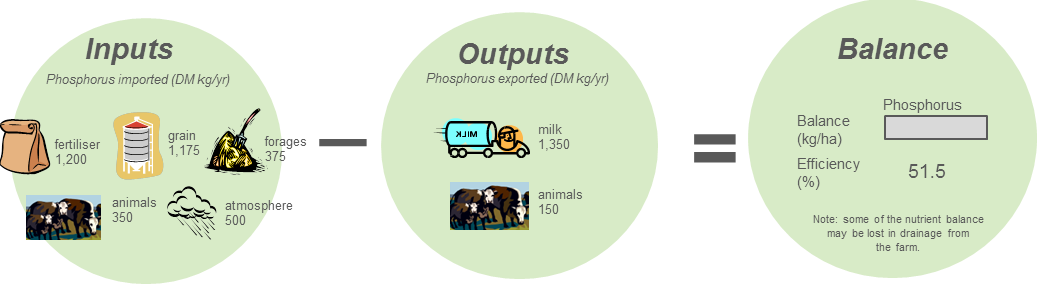 Inputs
Phosphorus imported (DM kg/yr)
fertiliser
1,200
grain
1,175
forages
375
animals
350
atmosphere
500
Outputs
Phosphorus exported (DM kg/yr)
MILK
milk
1,350
animals
150
Balance
Phosphorus
Balance
(kg/ha)
Efficiency
(%)
51.5
Note: some of the nutrient balance
may be lost in drainage from
the farm.